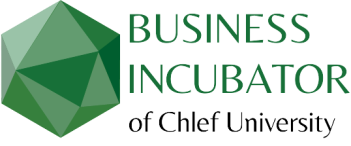 BUSINESS
INCUBATOR
of Chlef University